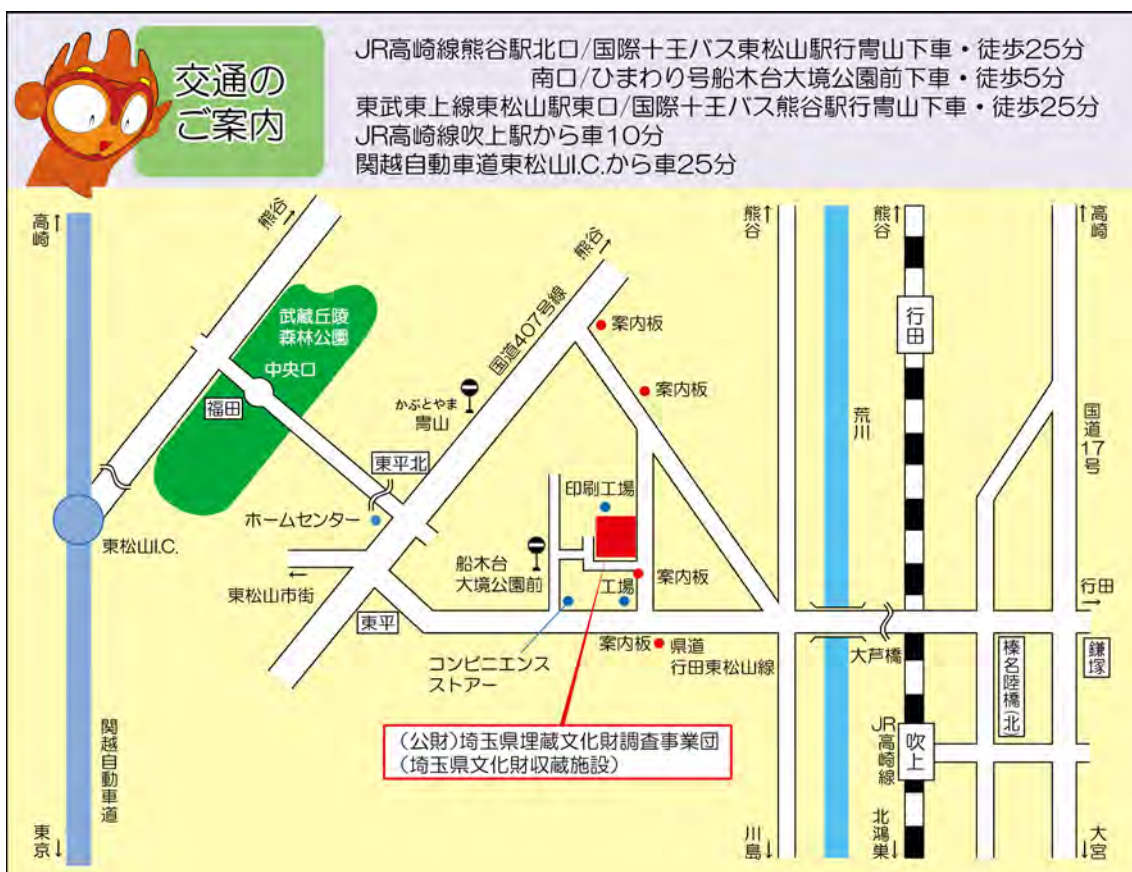 交通の
ご案内
JR高崎線熊谷駅北口/国際十王バス東松山駅行冑山下車・徒歩25分
南口/ひまわり号船木台大境公園前下車・徒歩5分
東武東上線東松山駅東口/国際十王バス熊谷駅行冑山下車・徒歩25分
JR高崎線吹上駅から車10分
関越自動車道東松山I.C.から車25分
高崎↑
熊谷→
熊谷→
熊谷↑
熊谷↑
↑高崎
武蔵丘陵
森林公園
中央口
福田
国道407号線
案内板
案内板
行田
かぶとやま
冑山
荒川
国道17号
東平北
印刷工場
ホームセンター
東松山I.C.
船木台
大境公園前
案内板
工場
←
東松山市街
東平
行田
→
案内板
県道
行田東松山線
大芦橋
榛名陸橋(北)
鎌塚
コンビニエンス
ストアー
(公財)埼玉県埋蔵文化財調査事業団
(埼玉県文化財収蔵施設)
JR高崎線
吹上
関越自動車道
東京↓
川島↓
北鴻巣↓
↓大宮